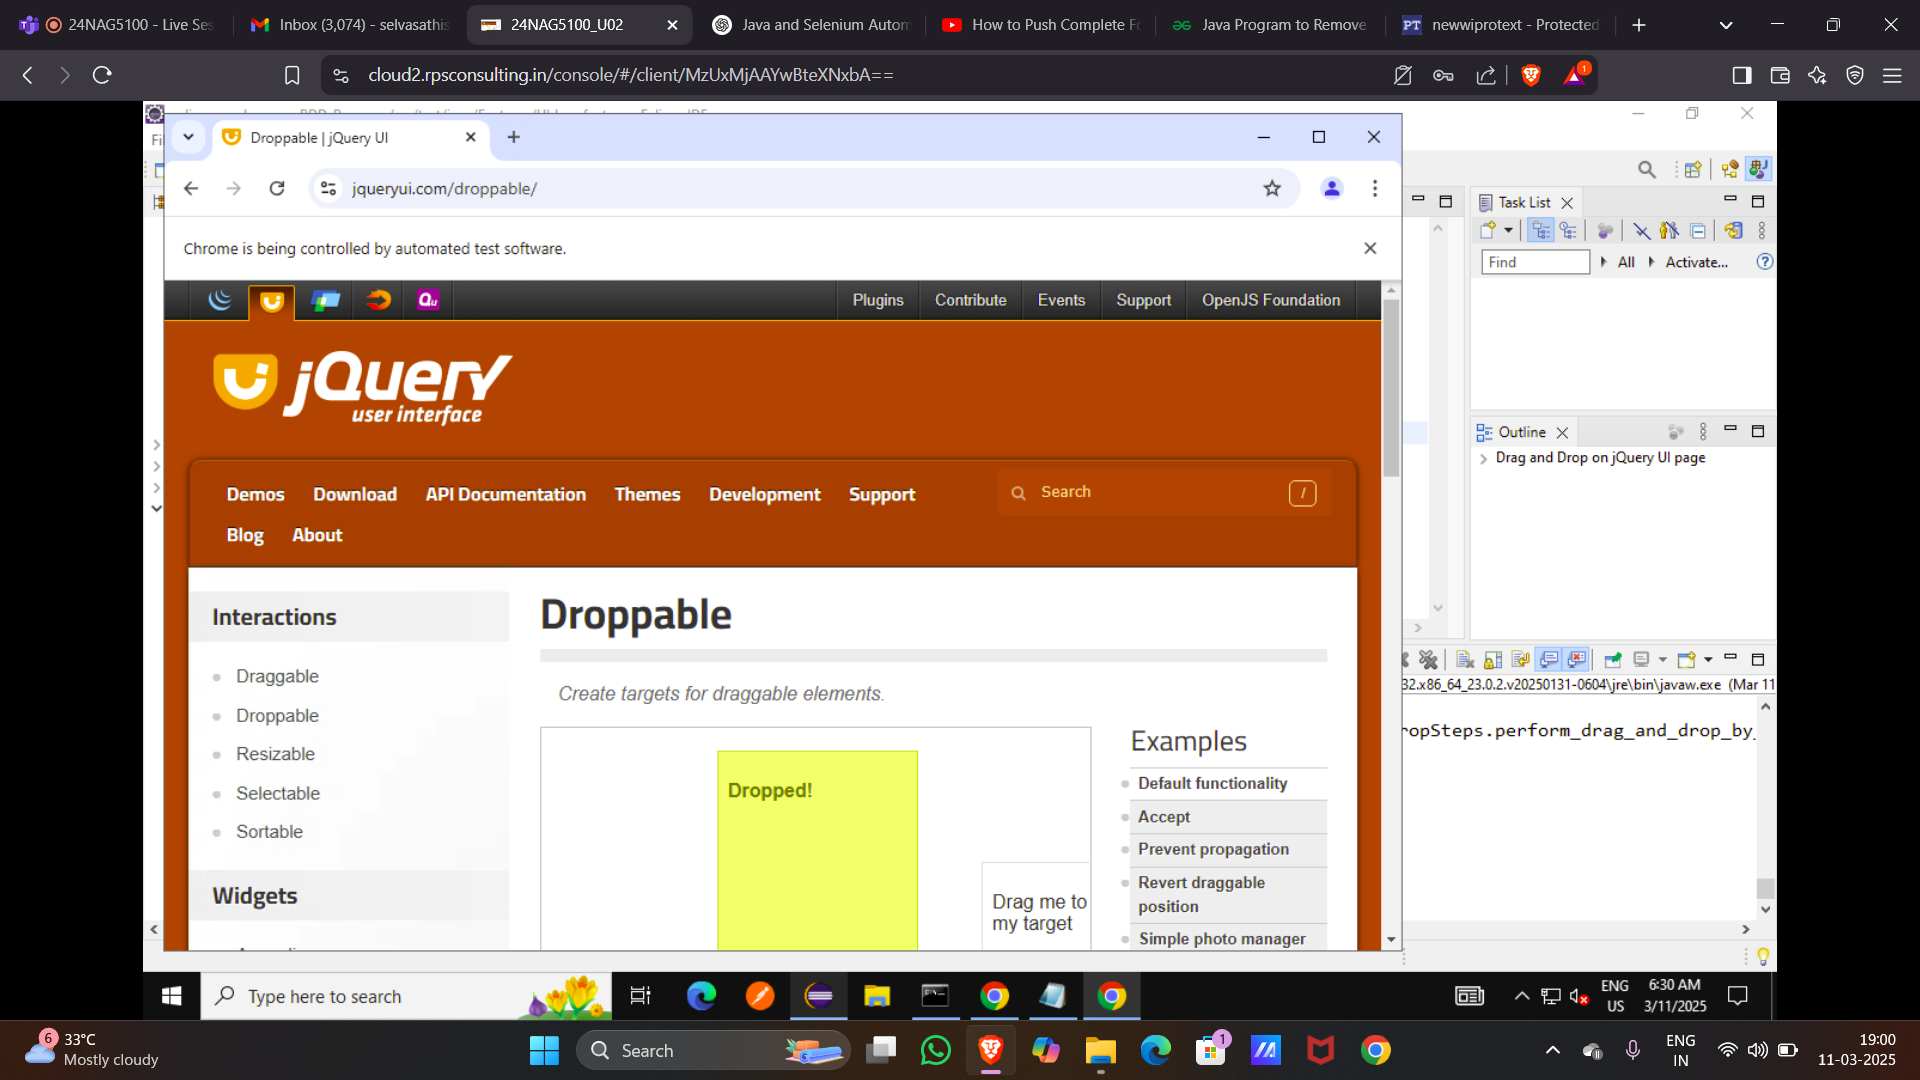 24NAG5100 - Live Ses
Inbox (3,074) - selvasathis
24NAG5100_U02
Java and Selenium Autom
How to Push Complete Fo
Java Program to Remove
PT
newwiprotext - Protected
cloud2.rpsconsulting.in/console/#/client/MzUxMjAAYwBteXNxbA==
1
Fi
Droppable | jQuery UI
jqueryui.com/droppable/
Chrome is being controlled by automated test software.
Qu
Plugins
Contribute
Events
Support
OpenJS Foundation
jQuery
user interface
Demos
Download
API Documentation
Themes
Development
Support
Search
/
Blog
About
Interactions
Draggable
Droppable
Resizable
Selectable
Sortable
Widgets
Droppable
Create targets for draggable elements.
Dropped!
Drag me to
my target
Examples
Default functionality
Accept
Prevent propagation
Revert draggable
position
Simple photo manager
Task List
Find
All
Activate...
Outline
Drag and Drop on jQuery UI page
32.x86_64_23.0.2.v20250131-0604\jre\bin\javaw.exe (Mar 11
ropSteps.perform_drag_and_drop_by_
Type here to search
ENG
US
6:30 AM
3/11/2025
6
33°C
Mostly cloudy
Search
1
ENG
IN
19:00
11-03-2025